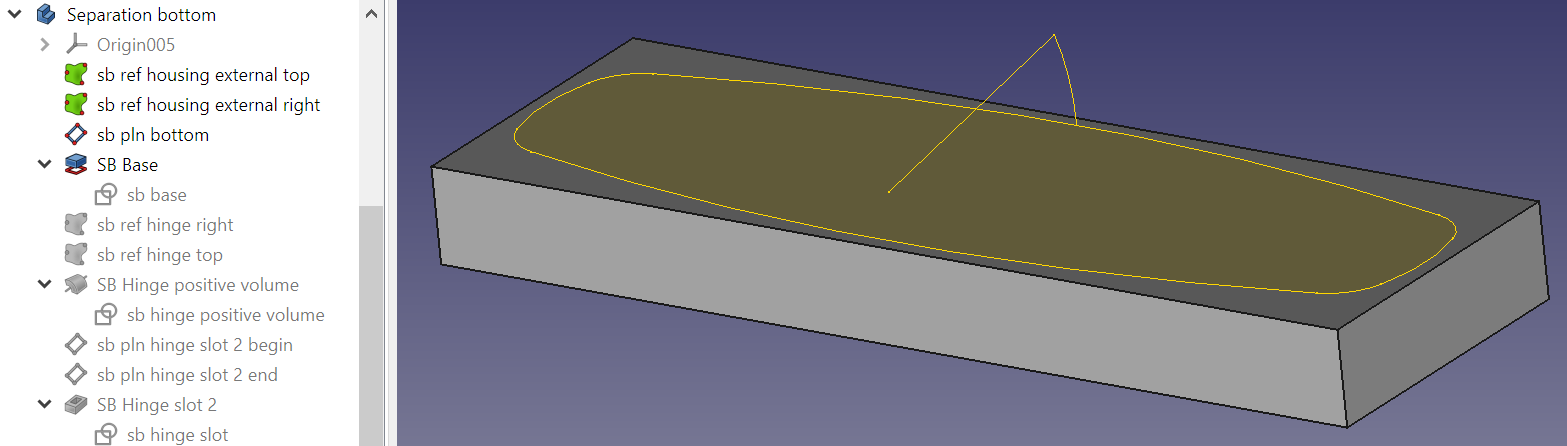 Separation bottom
Origin005
sb ref housing external top
sb ref housing external right
sb pln bottom
SB Base
sb base
sb ref hinge right
sb ref hinge top
SB Hinge positive volume
sb hinge positive volume
sb pln hinge slot 2 begin
sb pln hinge slot 2 end
SB Hinge slot 2
sb hinge slot